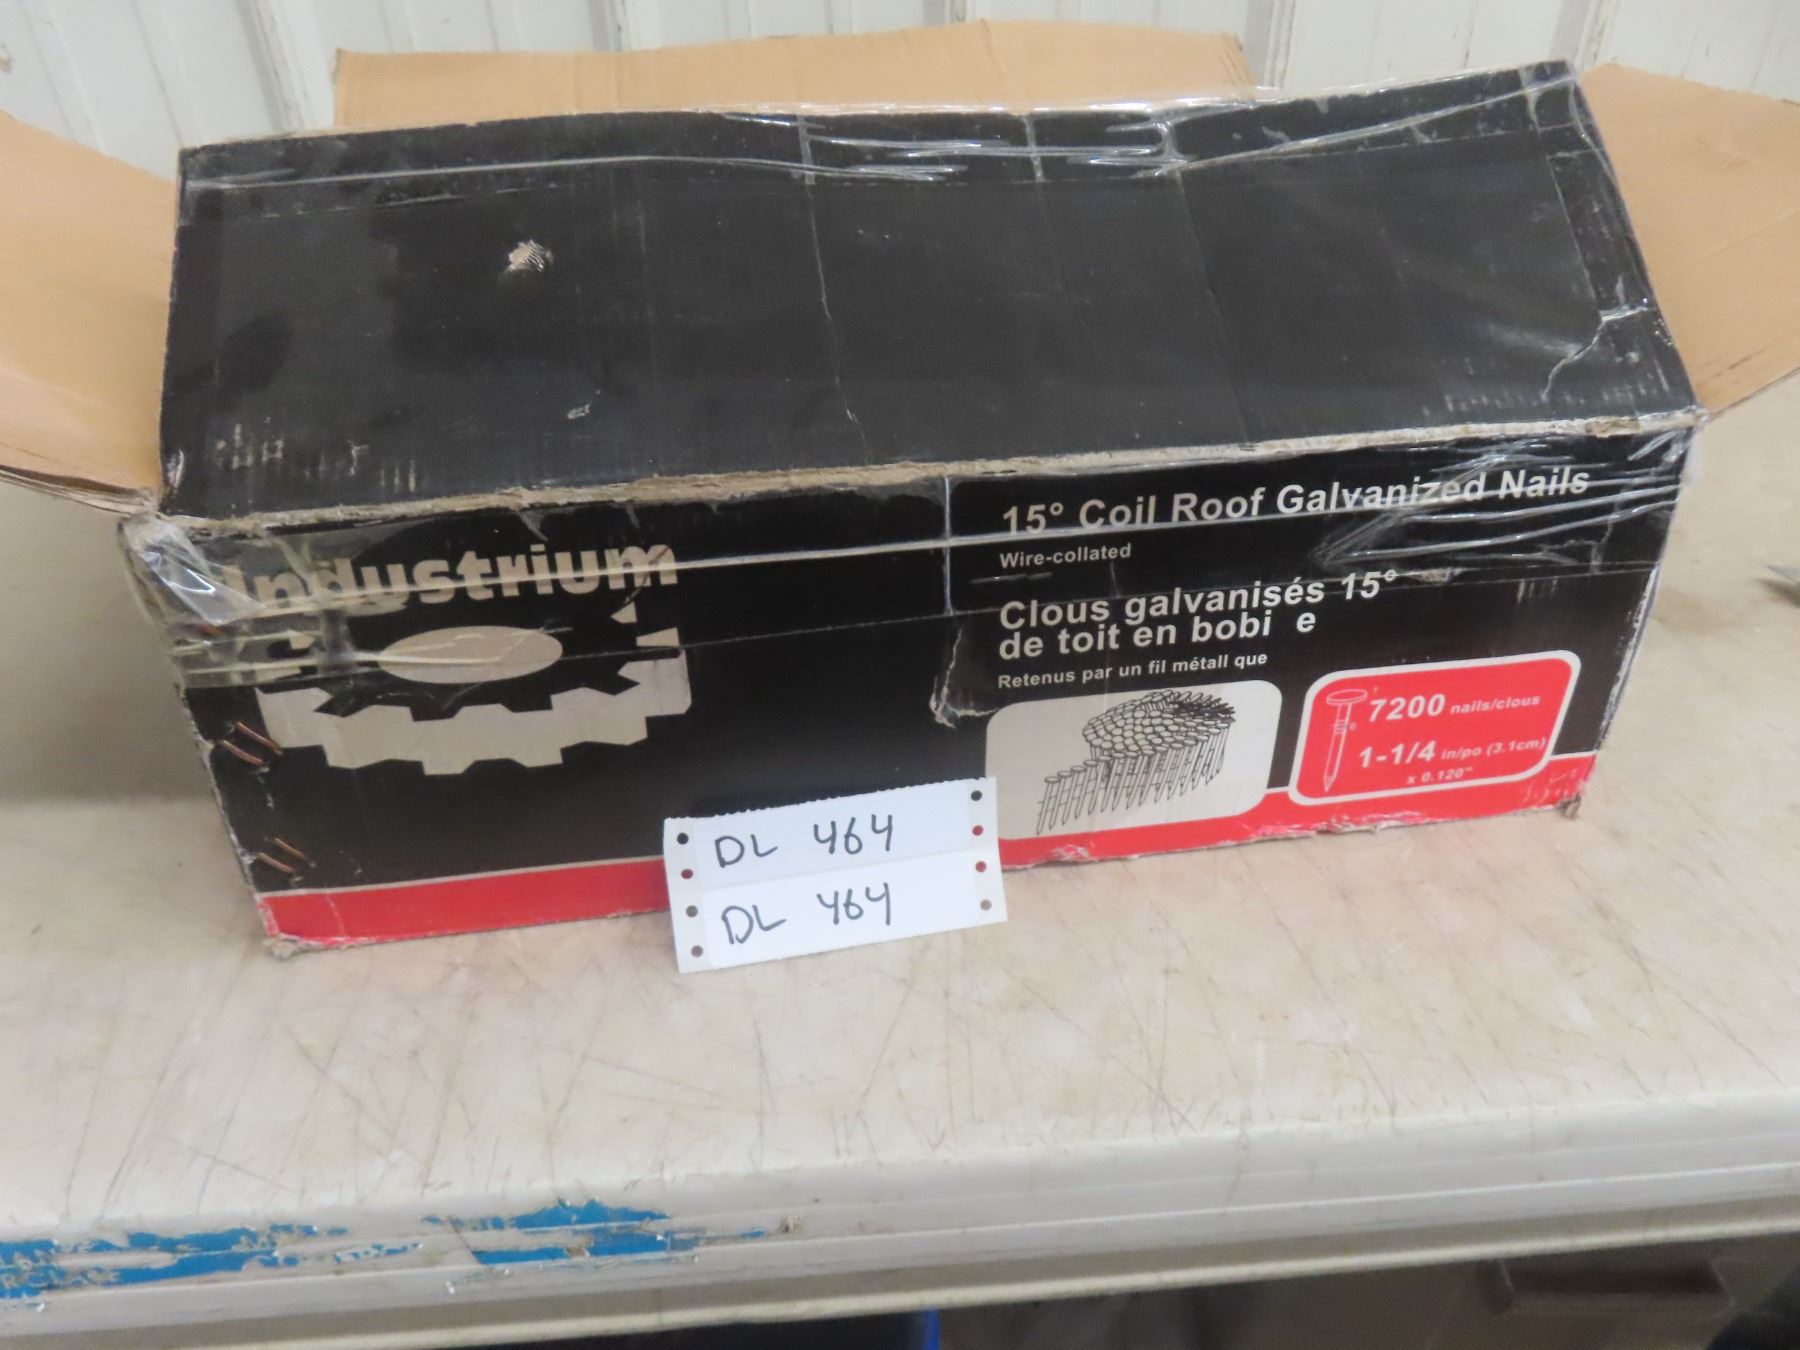 Industrium
15° Coil Roof Galvanized Nails
Wire-collated
Clous galvanisés 15°
de toit en bobi e
Retenus par un fil métall que
7200 nails/clous
1-1/4 in/po (3.1cm)
x 0.120"
DL 464
DL 464